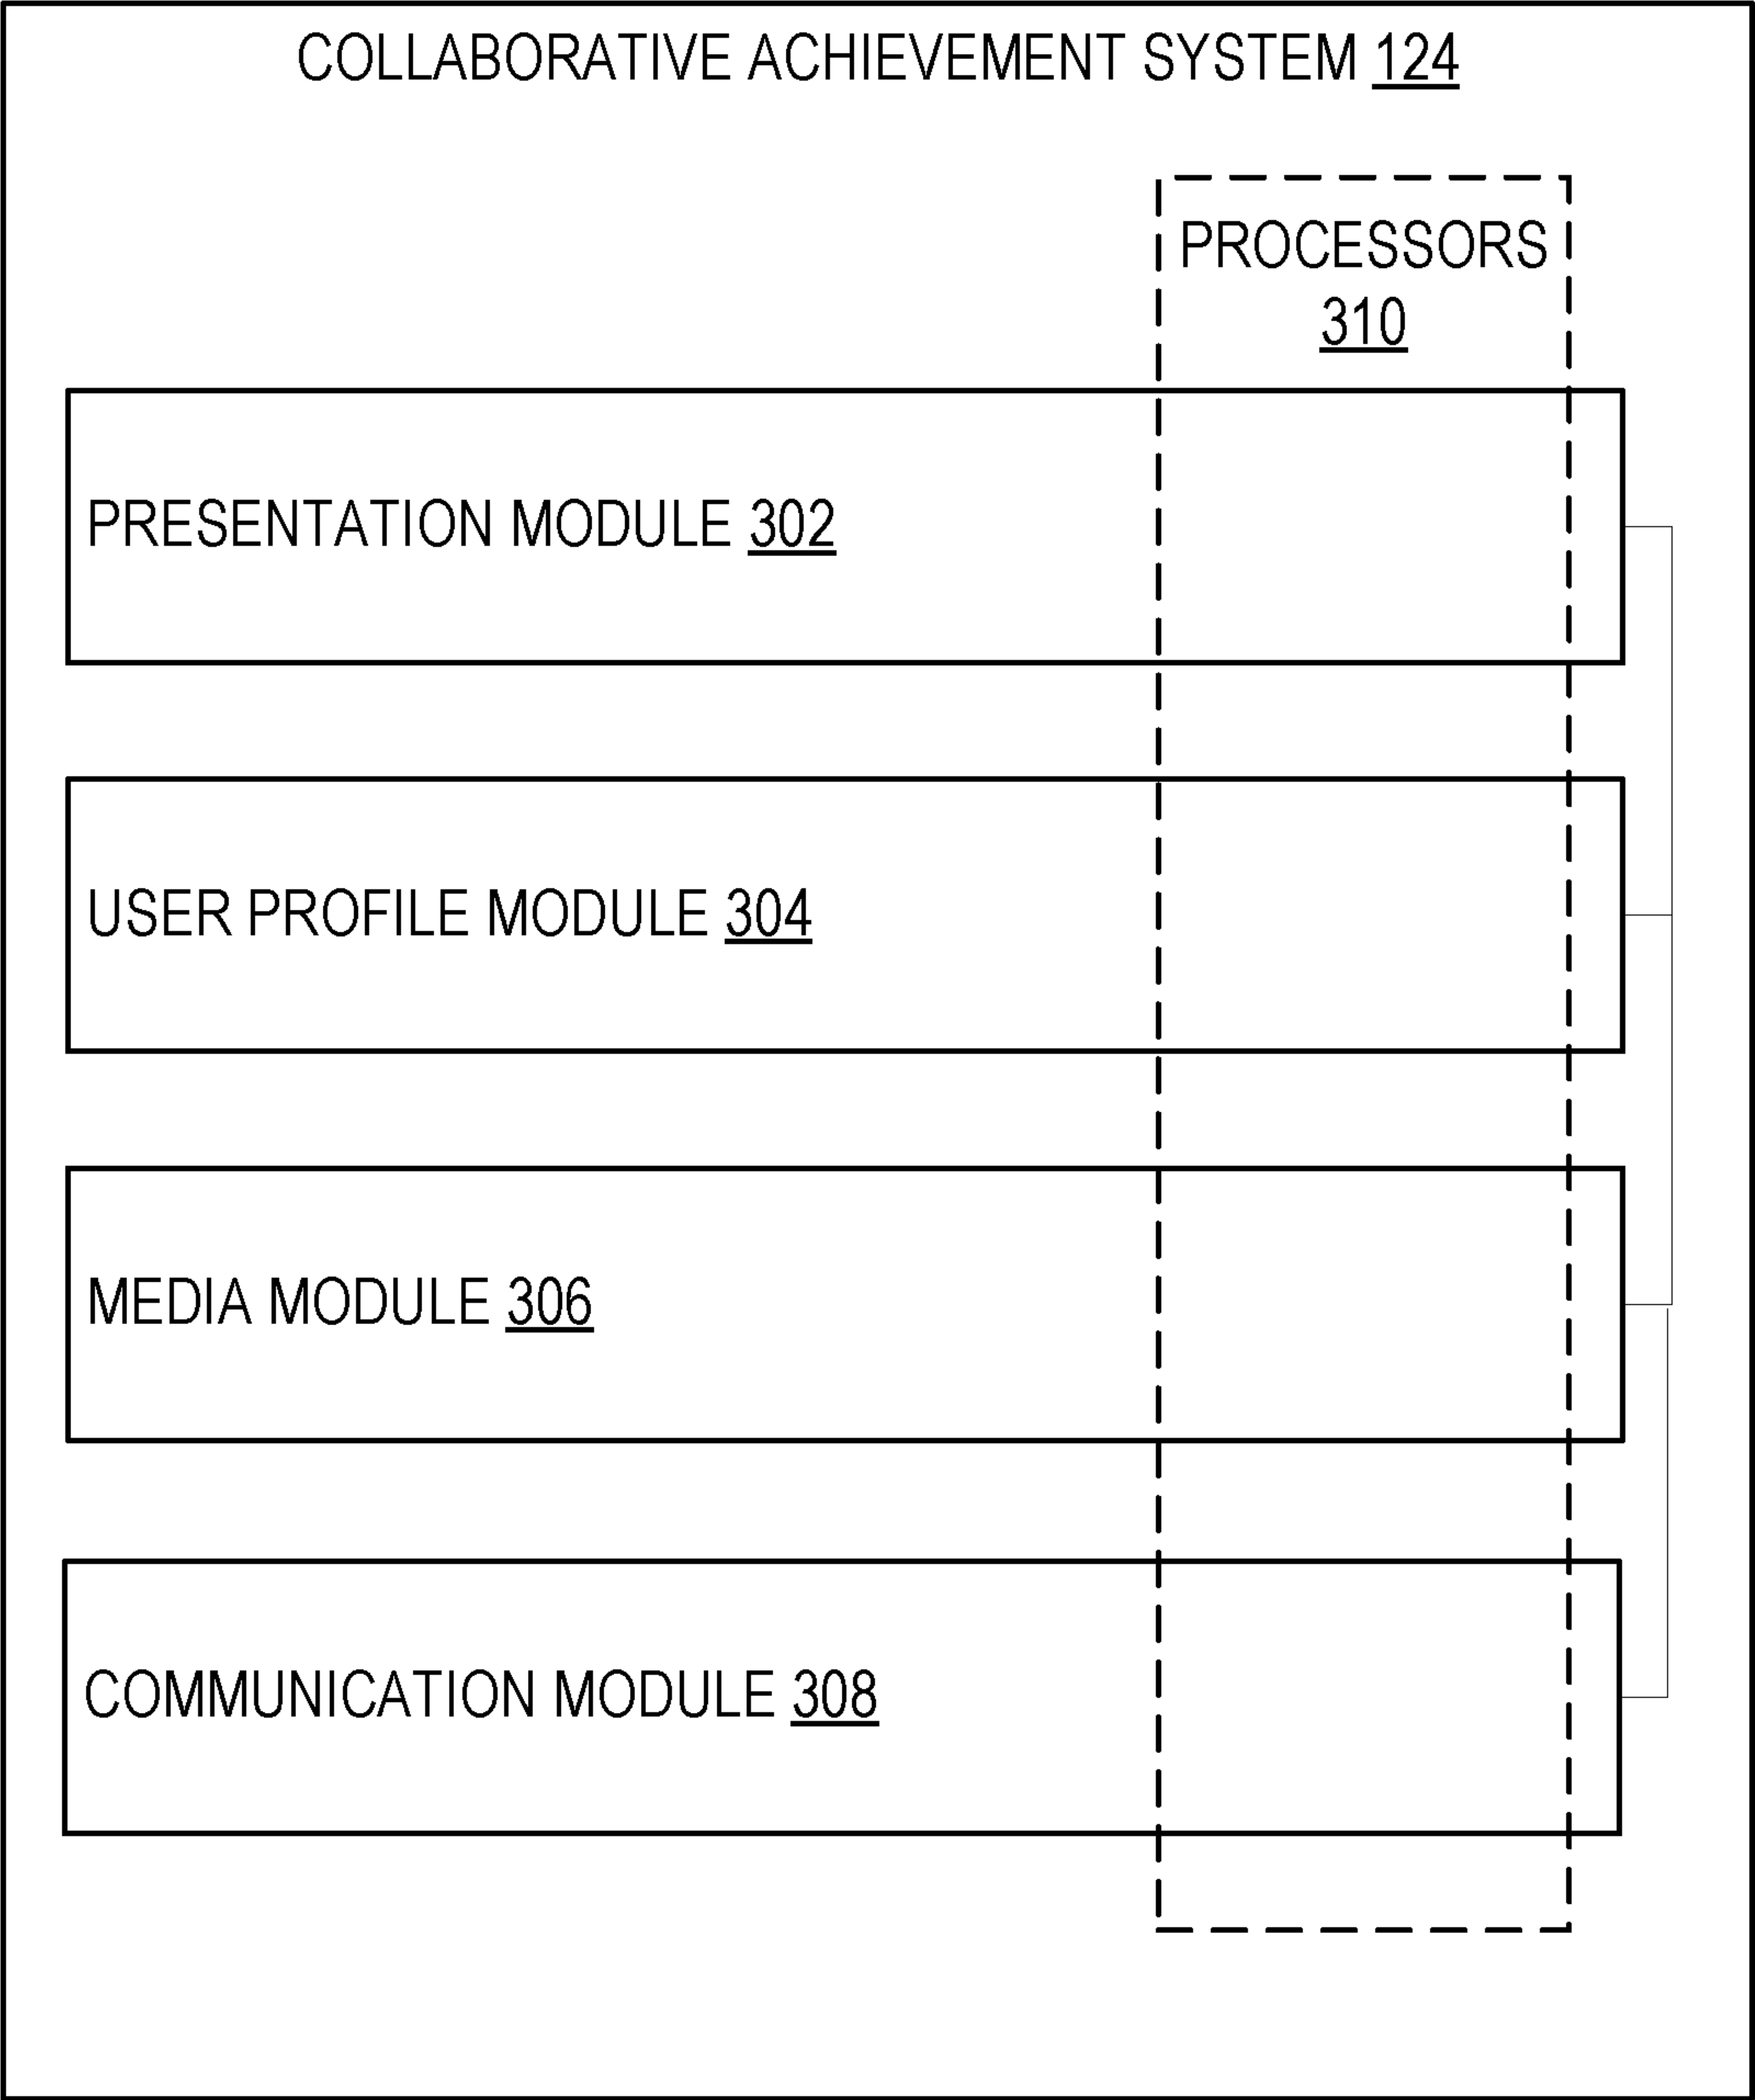 COLLABORATIVE ACHIEVEMENT SYSTEM 124
PROCESSORS
310
PRESENTATION MODULE 302
USER PROFILE MODULE 304
MEDIA MODULE 306
COMMUNICATION MODULE 308